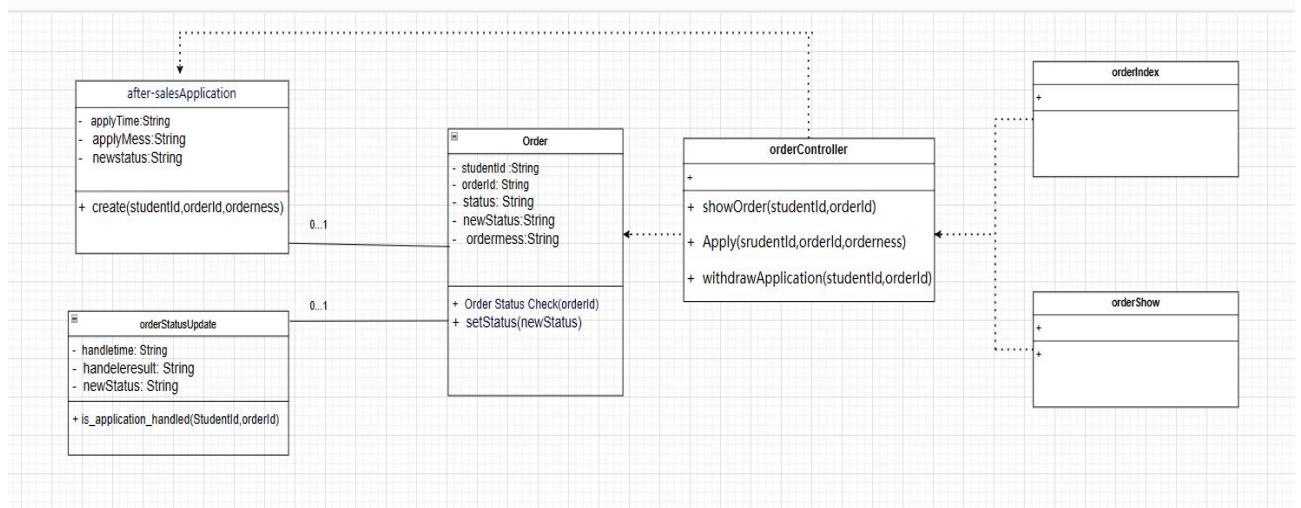 after-salesApplication
- applyTime:String
- applyMess:String
- newstatus:String
+ create(studentId,orderId,orderness)
0...1
orderStatusUpdate
- handletime: String
- handeleresult: String
- newStatus: String
+ is_application_handled(StudentId,orderId)
0...1
Order
- studentId :String
- orderId: String
- status: String
- newStatus:String
- ordermess:String
+ Order Status Check(orderId)
+ setStatus(newStatus)
orderController
+
+ showOrder(studentId,orderId)
+ Apply(srudentId,orderId,orderness)
+ withdrawApplication(studentId,orderId)
orderIndex
+
orderShow
+
+